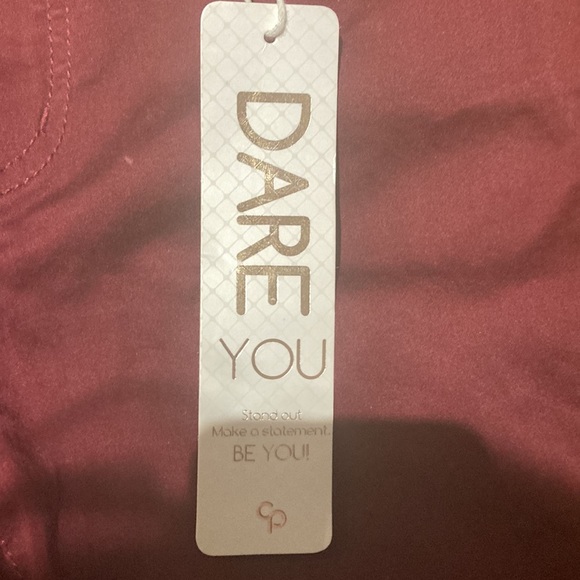 DARE
YOU
Stand out.
Make a statement.
BE YOU!
cp